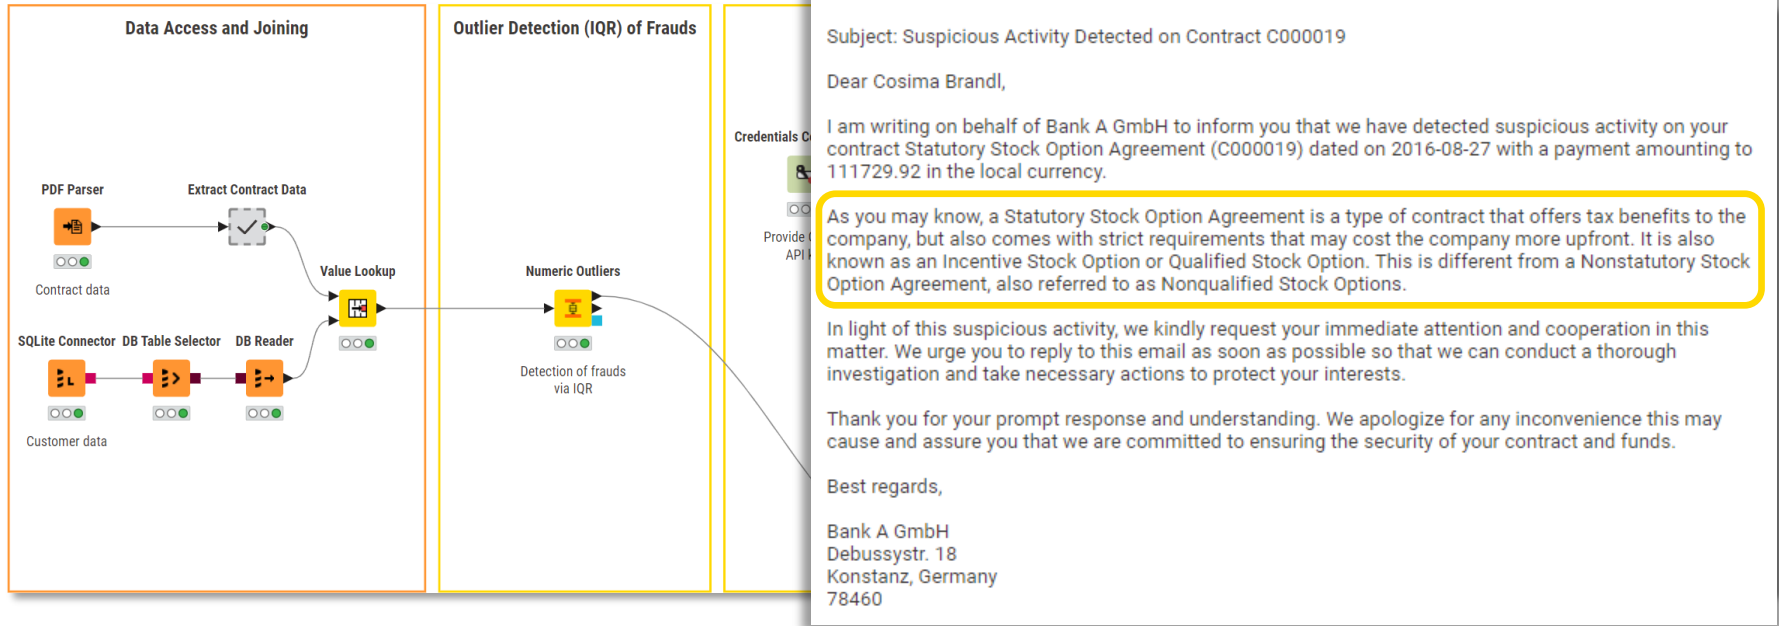 Data Access and Joining
PDF Parser
Extract Contract Data
Contract data
Value Lookup
SQLite Connector
DB Table Selector
DB Reader
Customer data
Outlier Detection (IQR) of Frauds
Numeric Outliers
Detection of frauds
via IQR
Credentials
Provide
API
Subject: Suspicious Activity Detected on Contract C000019
Dear Cosima Brandl,
I am writing on behalf of Bank A GmbH to inform you that we have detected suspicious activity on your
contract Statutory Stock Option Agreement (C000019) dated on 2016-08-27 with a payment amounting to
111729.92 in the local currency.
As you may know, a Statutory Stock Option Agreement is a type of contract that offers tax benefits to the
company, but also comes with strict requirements that may cost the company more upfront. It is also
known as an Incentive Stock Option or Qualified Stock Option. This is different from a Nonstatutory Stock
Option Agreement, also referred to as Nonqualified Stock Options.
In light of this suspicious activity, we kindly request your immediate attention and cooperation in this
matter. We urge you to reply to this email as soon as possible so that we can conduct a thorough
investigation and take necessary actions to protect your interests.
Thank you for your prompt response and understanding. We apologize for any inconvenience this may
cause and assure you that we are committed to ensuring the security of your contract and funds.
Best regards,
Bank A GmbH
Debussystr. 18
Konstanz, Germany
78460